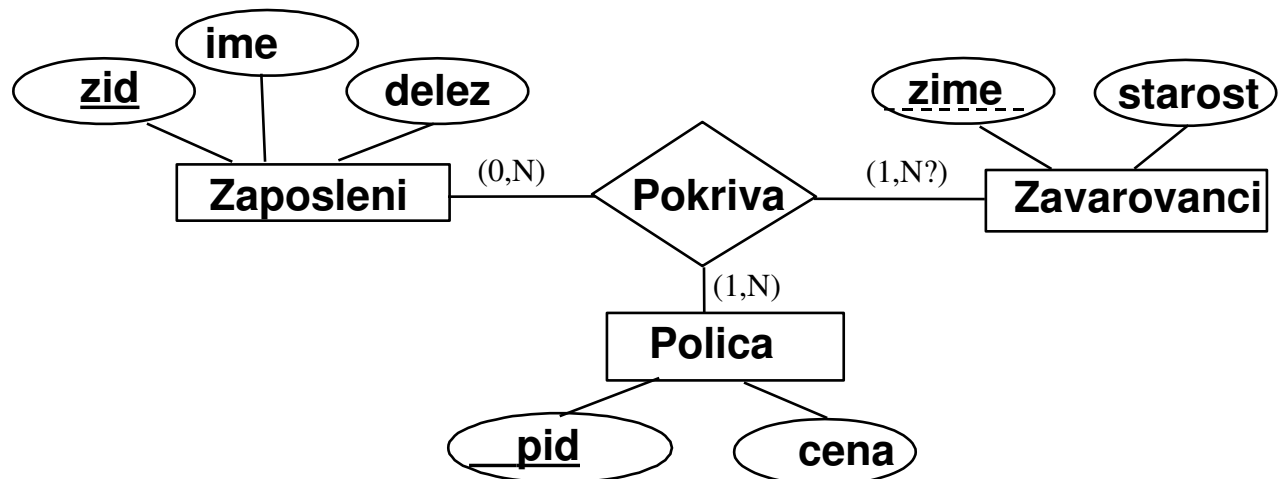 ime
zid
delez
zime
starost
Zaposleni
(0,N)
Pokriva
(1,N?)
Zavarovanci
(1,N)
Polica
pid
cena